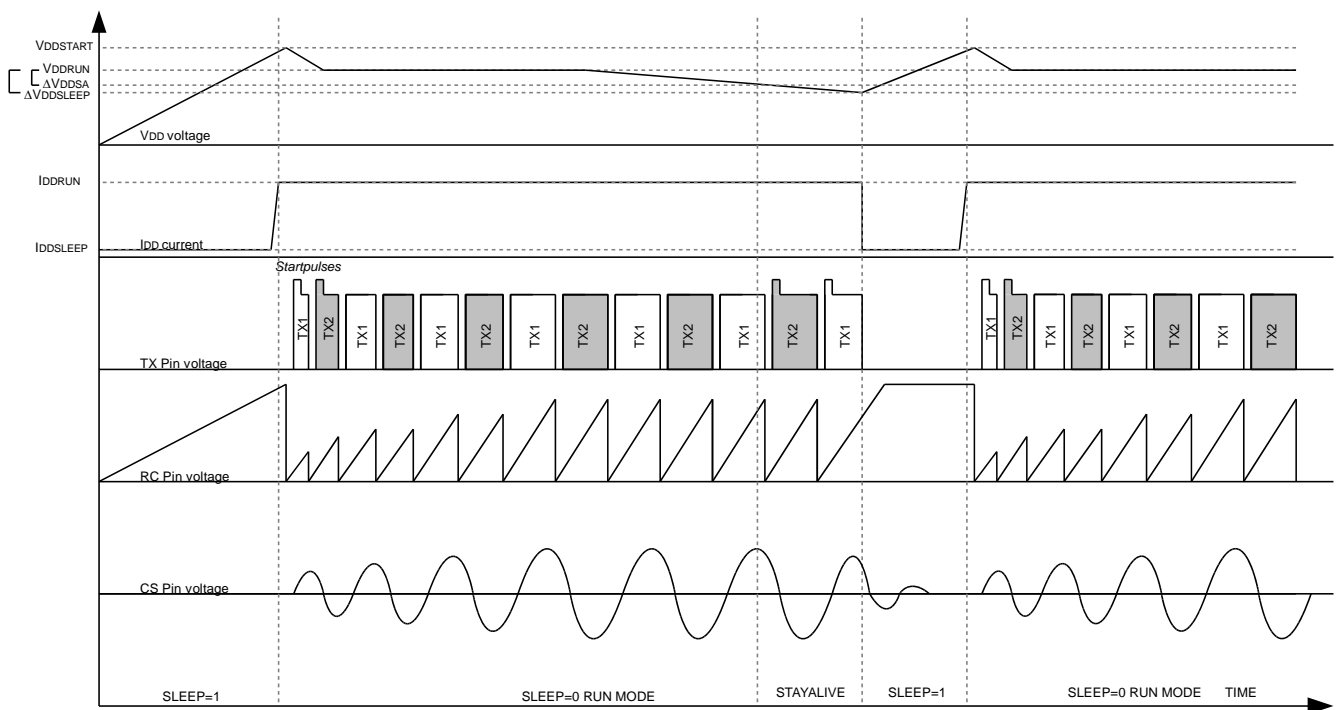 VDDSTART
VDDRUN
ΔVDDSA
ΔVDDSLEEP
VDD voltage
IDDRUN
IDDSLEEP
IDD current
Startpulses
TX1
TX2
TX1
TX2
TX1
TX2
TX1
TX2
TX1
TX2
TX1
TX2
TX1
TX1
TX2
TX1
TX2
TX1
TX2
TX1
TX2
TX Pin voltage
RC Pin voltage
CS Pin voltage
SLEEP=1
SLEEP=0 RUN MODE
STAYALIVE
SLEEP=1
SLEEP=0 RUN MODE
TIME